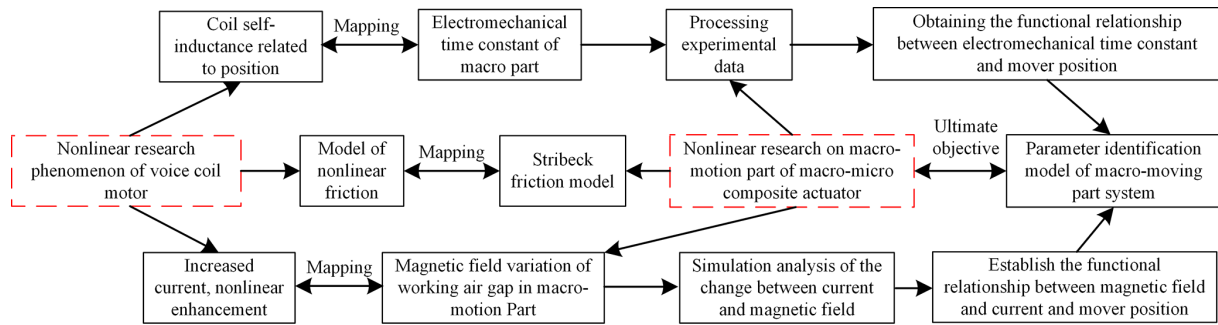 Coil self-
inductance related
to position
Mapping
Electromechanical
time constant of
macro part
Processing
experimental
data
Obtaining the functional relationship
between electromechanical time constant
and mover position
Nonlinear research
phenomenon of voice coil
motor
Model of
nonlinear
friction
Mapping
Stribeck
friction model
Nonlinear research on macro-
motion part of macro-micro
composite actuator
Ultimate
objective
Parameter identification
model of macro-moving
part system
Increased
current, nonlinear
enhancement
Mapping
Magnetic field variation of
working air gap in macro-
motion Part
Simulation analysis of the
change between current
and magnetic field
Establish the functional
relationship between magnetic field
and current and mover position